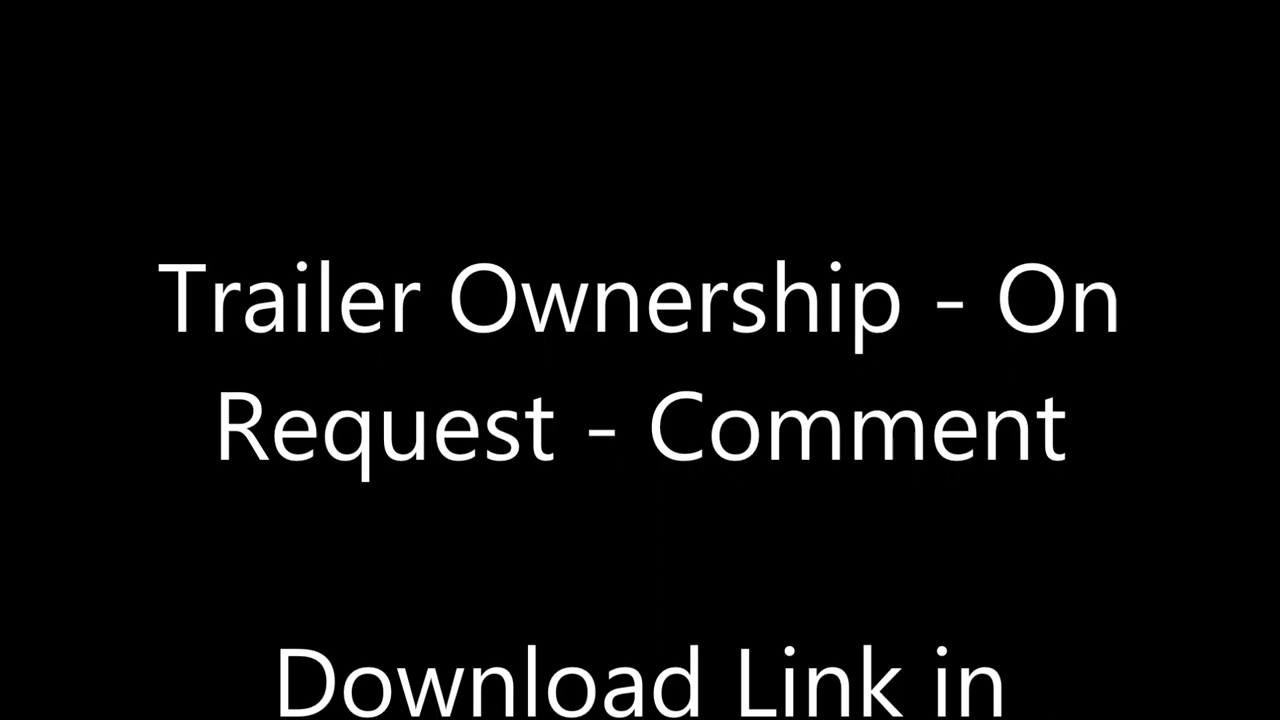 Trailer Ownership - On
Request - Comment
Download Link in